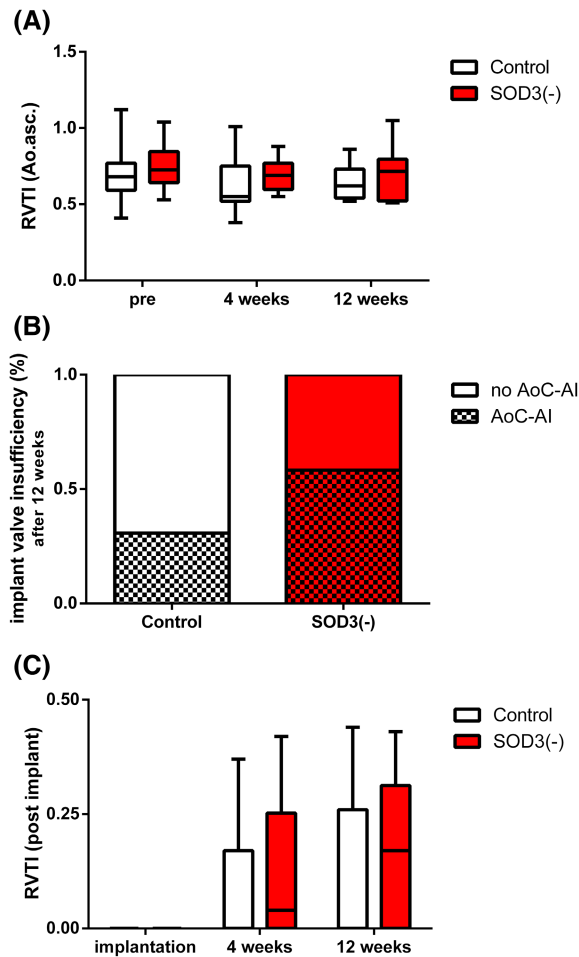 (A)
RVTI (Ao.asc.)
1.5
1.0
0.5
0.0
pre
4 weeks
12 weeks
Control
SOD3(-)
(B)
implant valve insufficiency (%)
after 12 weeks
1.0
0.5
0.0
Control
SOD3(-)
no AoC-AI
AoC-AI
(C)
RVTI (post implant)
0.50
0.25
0.00
implantation
4 weeks
12 weeks
Control
SOD3(-)